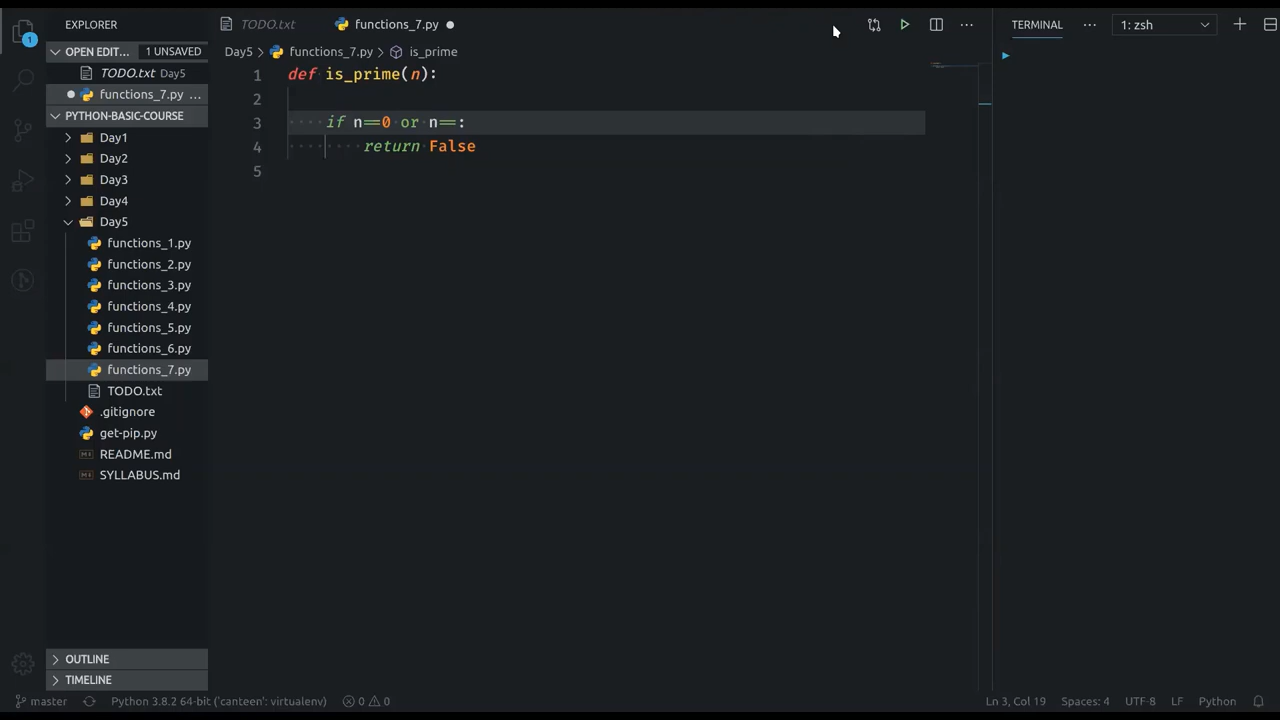 EXPLORER
TODO.txt
functions_7.py
TERMINAL
1: zsh
1
OPEN EDIT...
1 UNSAVED
TODO.txt Day5
functions_7.py ...
PYTHON-BASIC-COURSE
Day1
Day2
Day3
Day4
Day5
functions_1.py
functions_2.py
functions_3.py
functions_4.py
functions_5.py
functions_6.py
functions_7.py
TODO.txt
.gitignore
get-pip.py
README.md
SYLLABUS.md
OUTLINE
TIMELINE
Day5 > functions_7.py > is_prime
1 def is_prime(n):
2
3 if n==0 or n==:
4 return False
5
master
Python 3.8.2 64-bit ('canteen': virtualenv)
0
0
Ln 3, Col 19
Spaces: 4
UTF-8
LF
Python